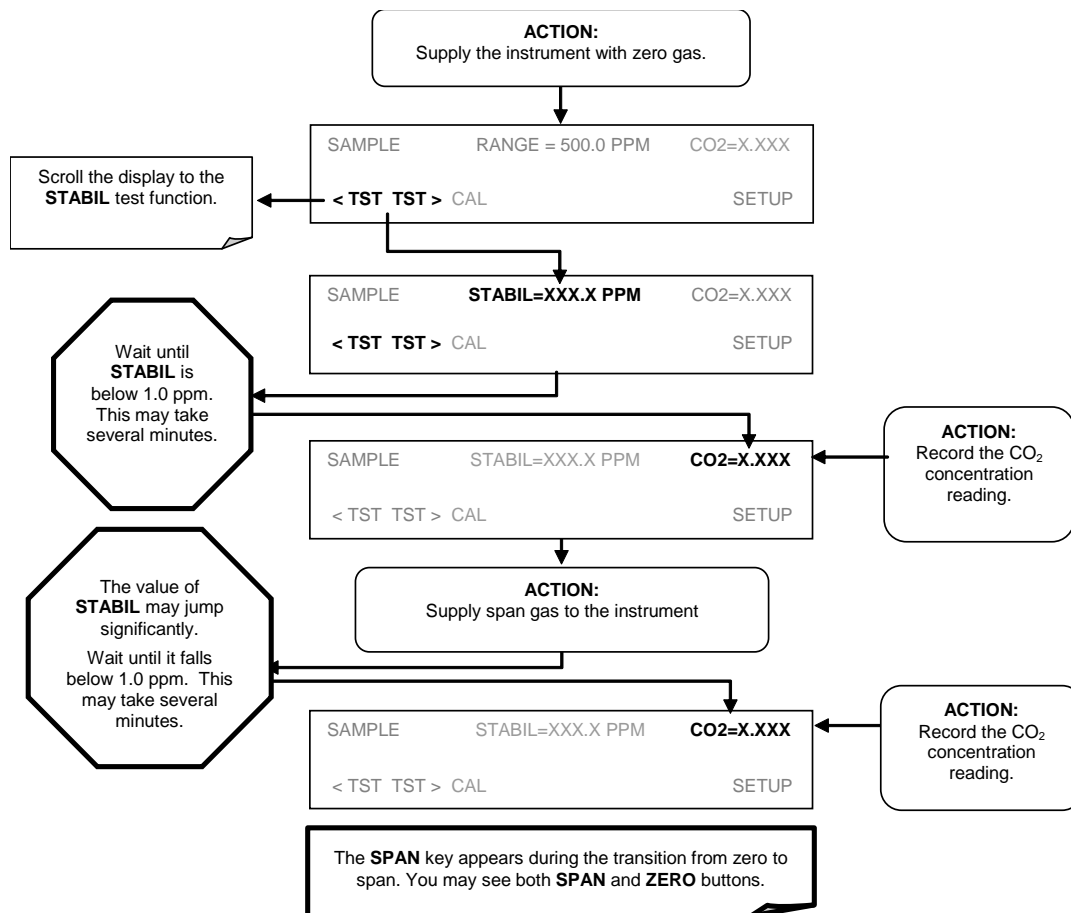 ACTION:
Supply the instrument with zero gas.
SAMPLE RANGE = 500.0 PPM CO2=X.XXX
< TST TST > CAL SETUP
Scroll the display to the
STABIL test function.
SAMPLE STABIL=XXX.X PPM CO2=X.XXX
< TST TST > CAL SETUP
Wait until
STABIL is
below 1.0 ppm.
This may take
several minutes.
SAMPLE STABIL=XXX.X PPM CO2=X.XXX
< TST TST > CAL SETUP
ACTION:
Record the CO₂
concentration
reading.
ACTION:
Supply span gas to the instrument
The value of
STABIL may jump
significantly.
Wait until it falls
below 1.0 ppm. This
may take several
minutes.
SAMPLE STABIL=XXX.X PPM CO2=X.XXX
< TST TST > CAL SETUP
ACTION:
Record the CO₂
concentration
reading.
The SPAN key appears during the transition from zero to
span. You may see both SPAN and ZERO buttons.